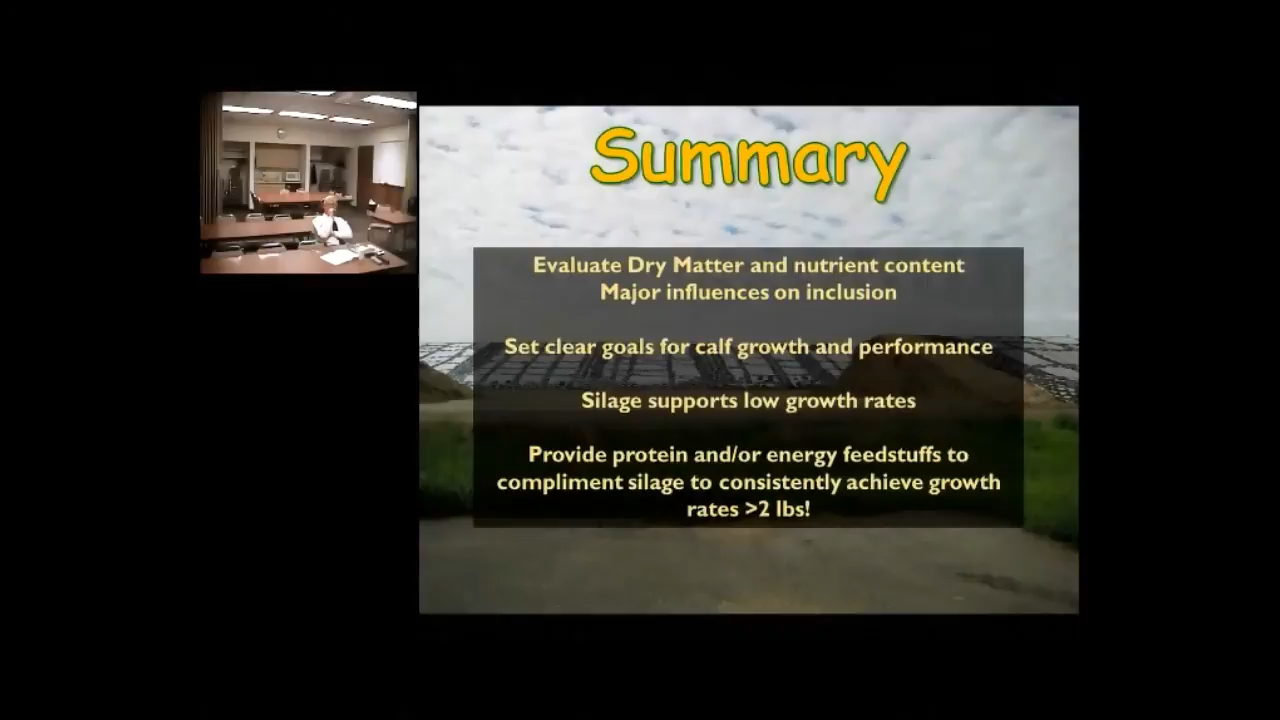 Summary
Evaluate Dry Matter and nutrient content
Major influences on inclusion
Set clear goals for calf growth and performance
Silage supports low growth rates
Provide protein and/or energy feedstuffs to
compliment silage to consistently achieve growth
rates >2 lbs!